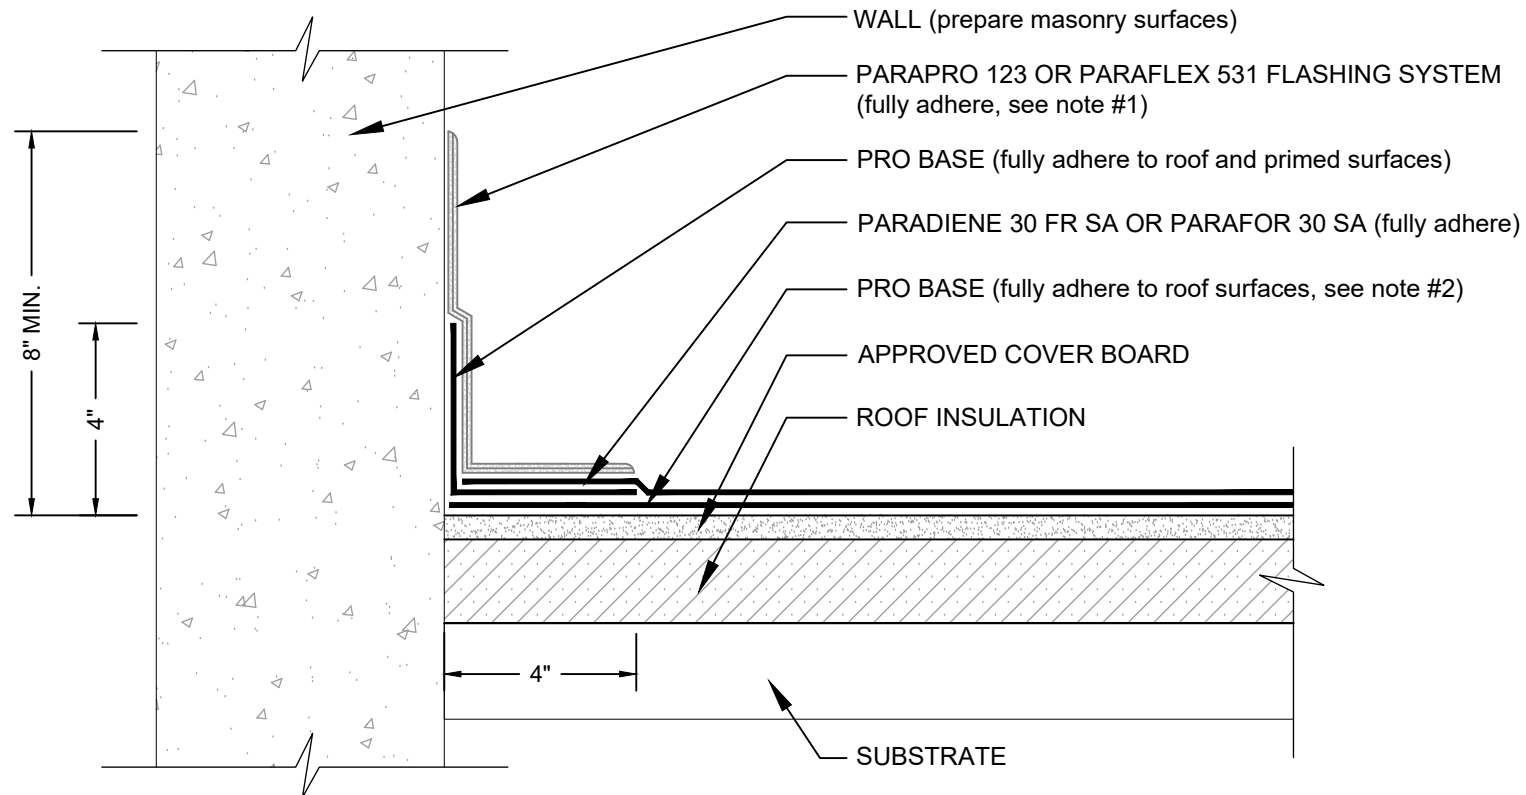 WALL (prepare masonry surfaces)
PARAPRO 123 OR PARAFLEX 531 FLASHING SYSTEM
(fully adhere, see note #1)
PRO BASE (fully adhere to roof and primed surfaces)
PARADIENE 30 FR SA OR PARAFOR 30 SA (fully adhere)
PRO BASE (fully adhere to roof surfaces, see note #2)
APPROVED COVER BOARD
ROOF INSULATION
8" MIN.
4"
4"
SUBSTRATE